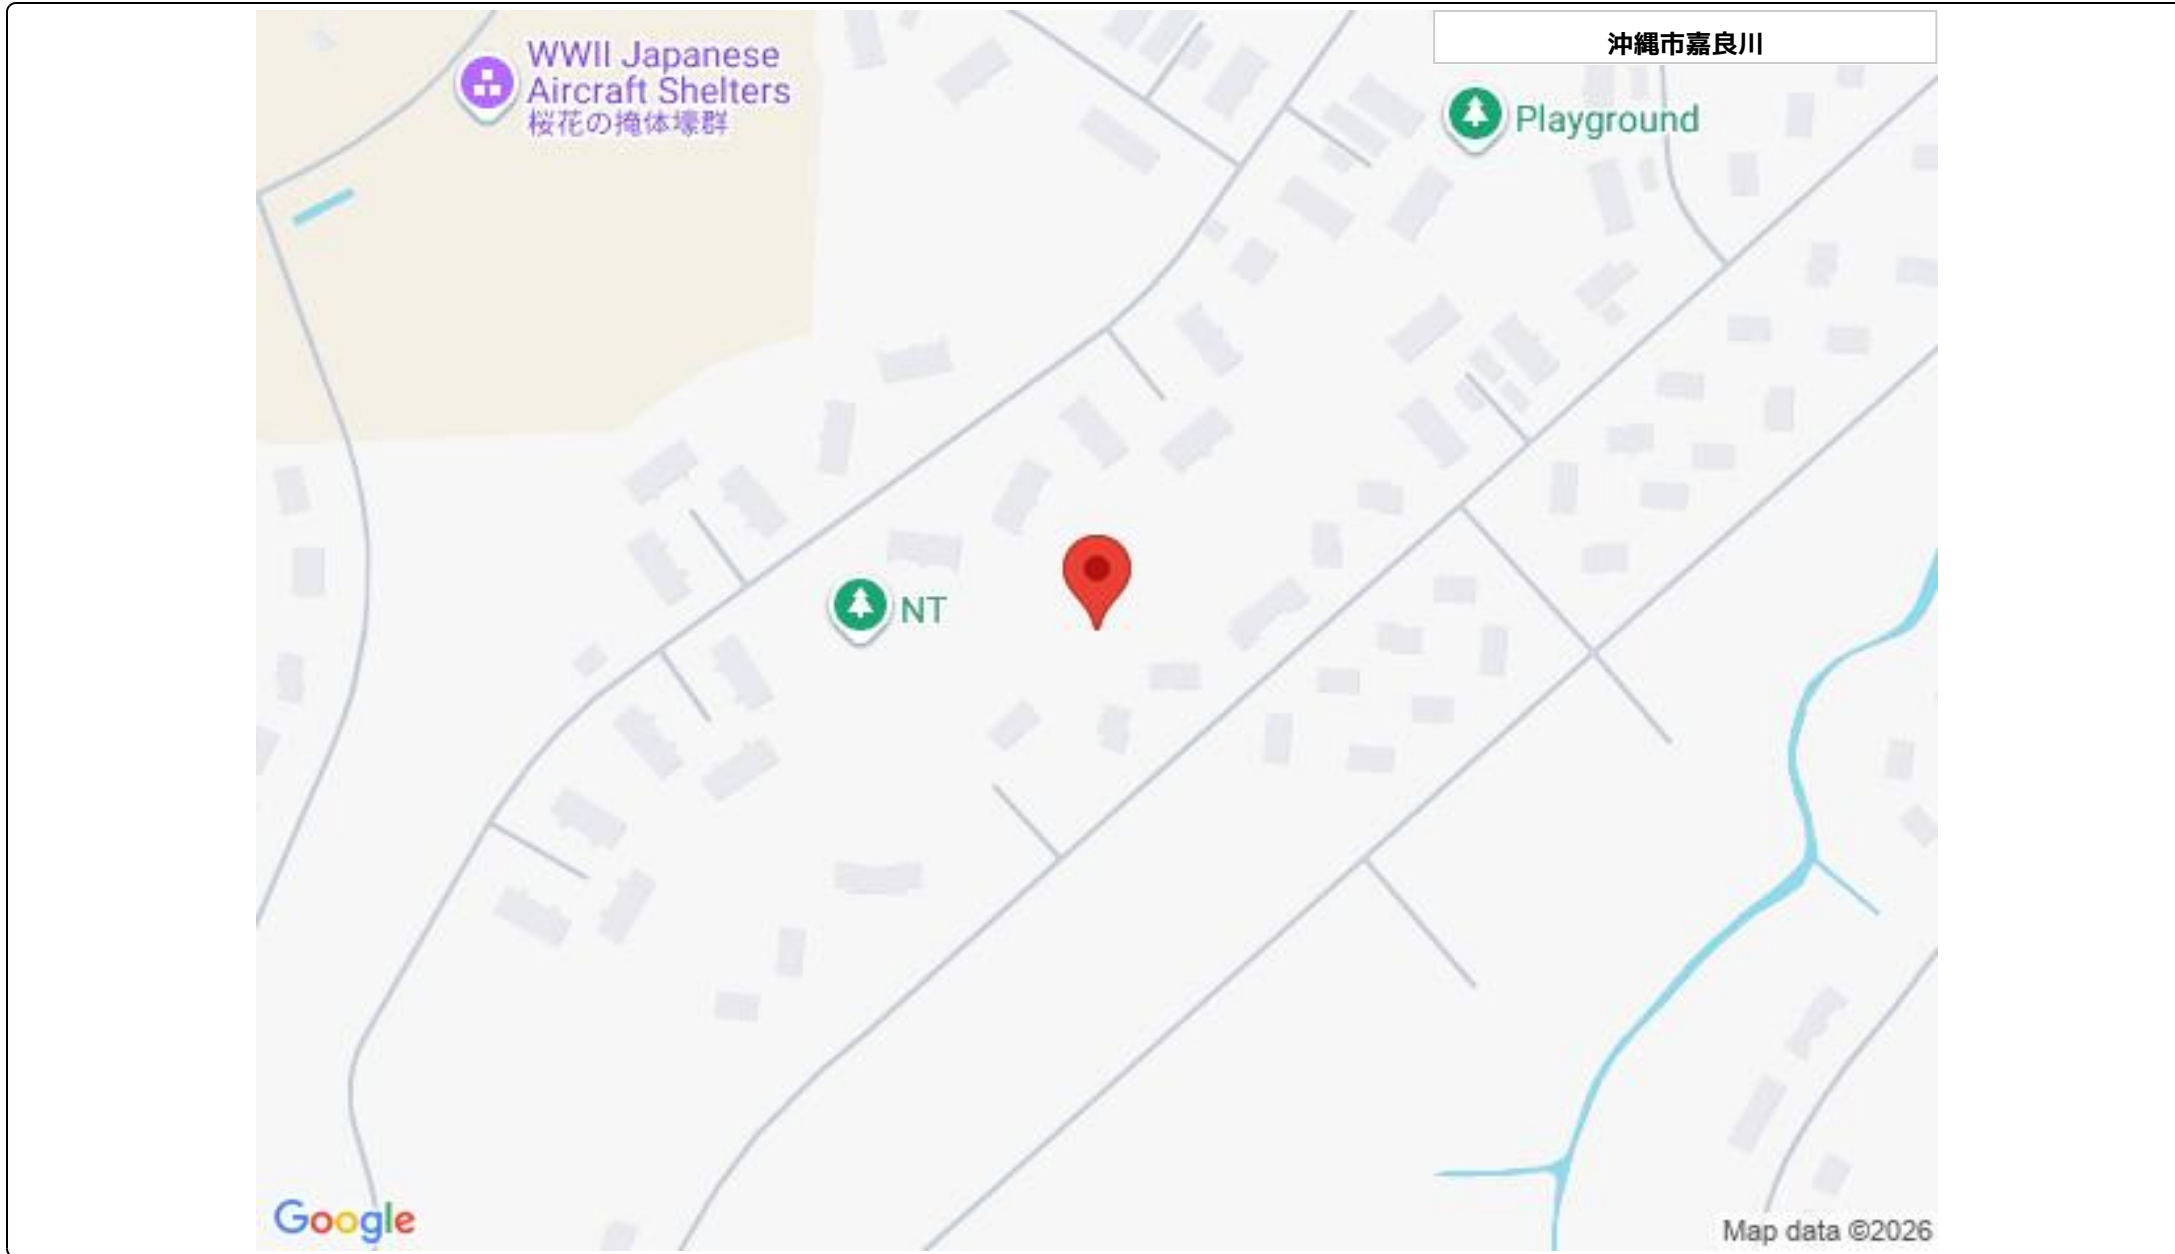 沖縄市嘉良川
WWII Japanese
Aircraft Shelters
桜花の掩体壕群
Playground
NT
Google
Map data ©2026